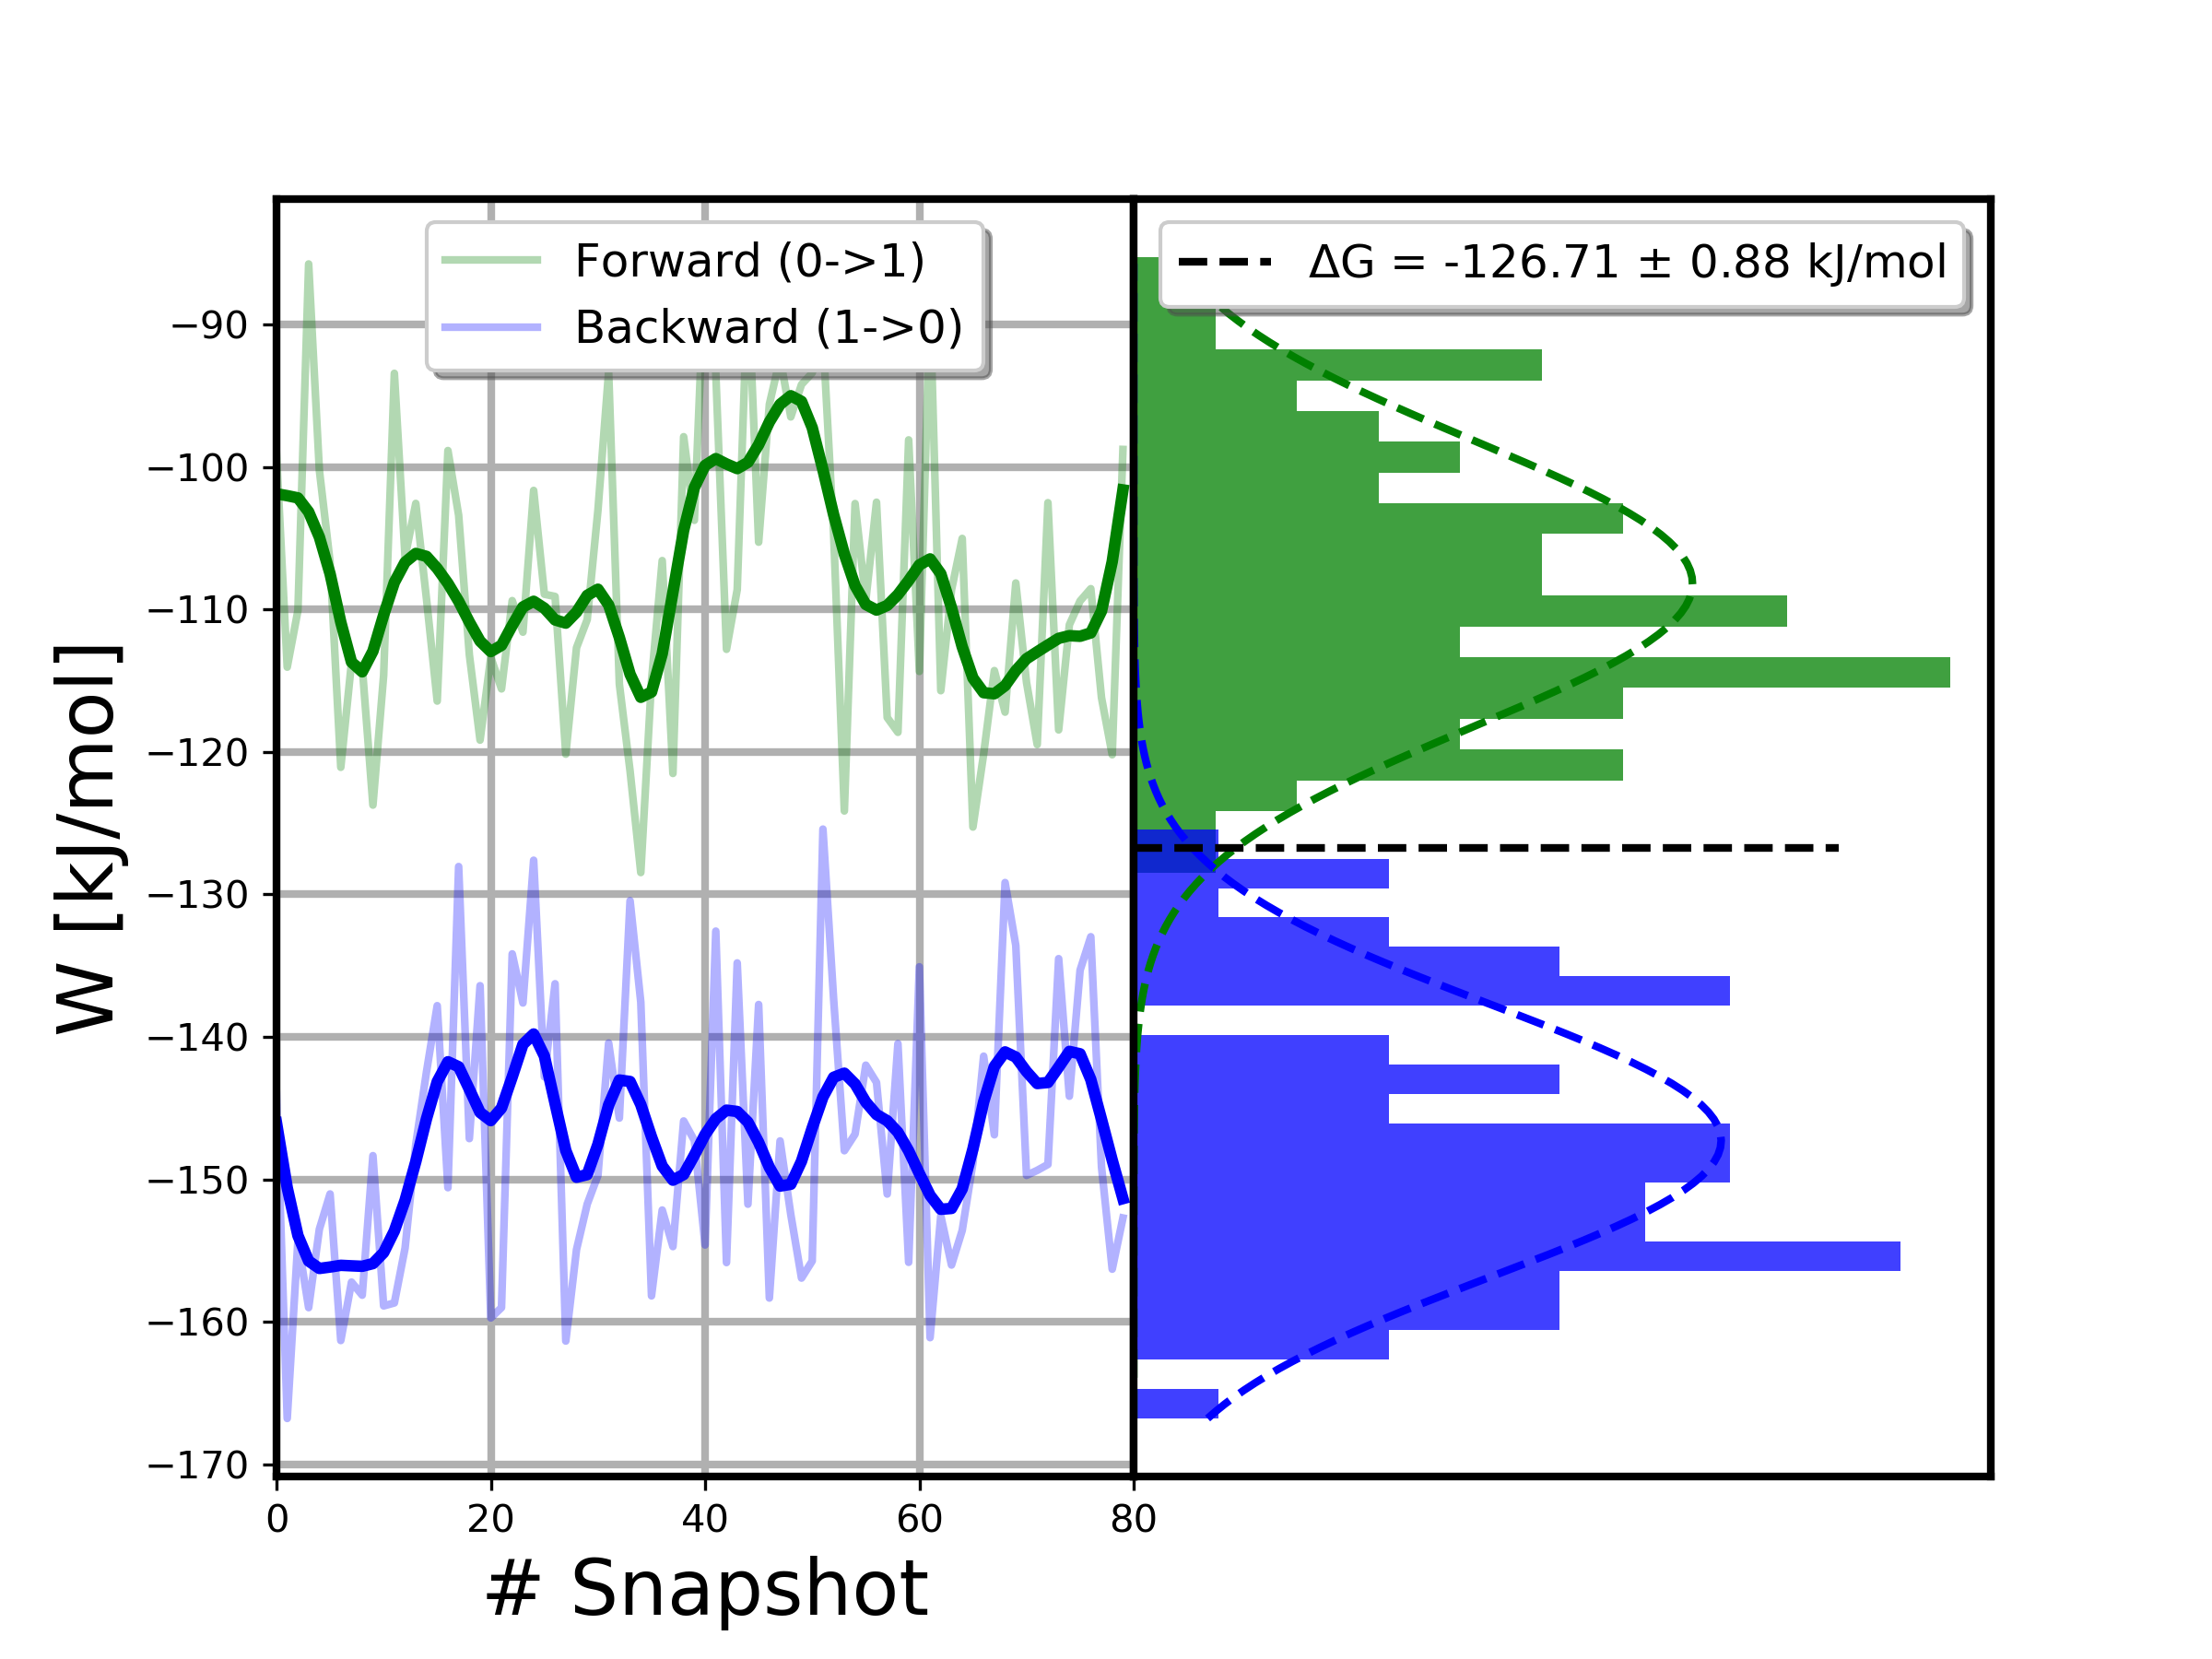 Forward (0->1)
Backward (1->0)
ΔG = -126.71 ± 0.88 kJ/mol
W [kJ/mol]
−90
−100
−110
−120
−130
−140
−150
−160
−170
0 20 40 60 80
# Snapshot